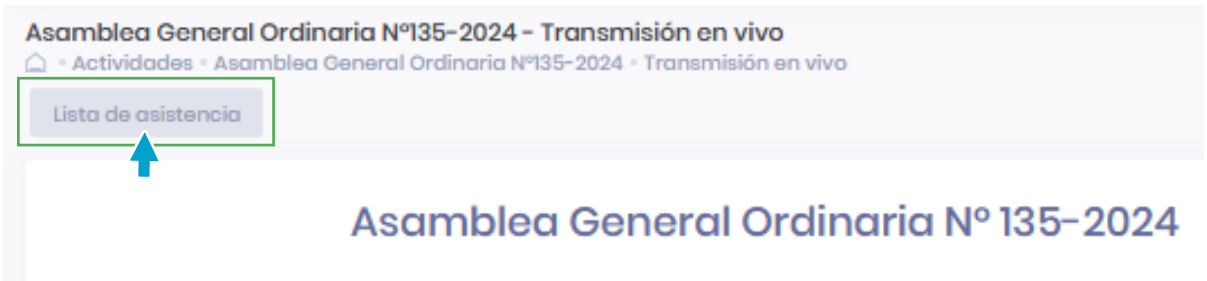 Asamblea General Ordinaria Nº135-2024 - Transmisión en vivo
Actividades • Asamblea General Ordinaria Nº135-2024 • Transmisión en vivo
Lista de asistencia
Asamblea General Ordinaria Nº 135-2024